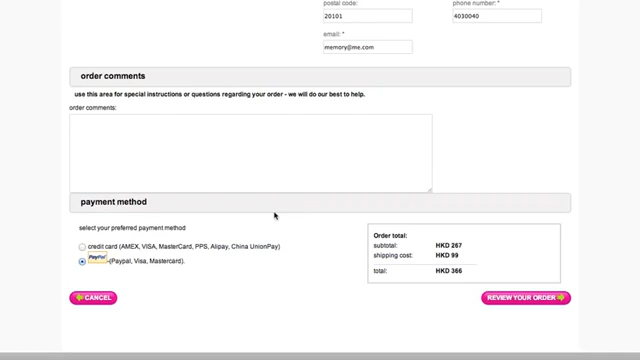 postal code:
phone number: *
20101
4030040
email: *
memory@me.com
order comments
use this area for special instructions or questions regarding your order - we will do our best to help.
order comments:
payment method
select your preferred payment method
credit card (AMEX, VISA, MasterCard, PPS, Alipay, China UnionPay)
PayPal -(Paypal, Visa, Mastercard).
Order total:
subtotal: HKD 267
shipping cost: HKD 99
total: HKD 366
CANCEL
REVIEW YOUR ORDER